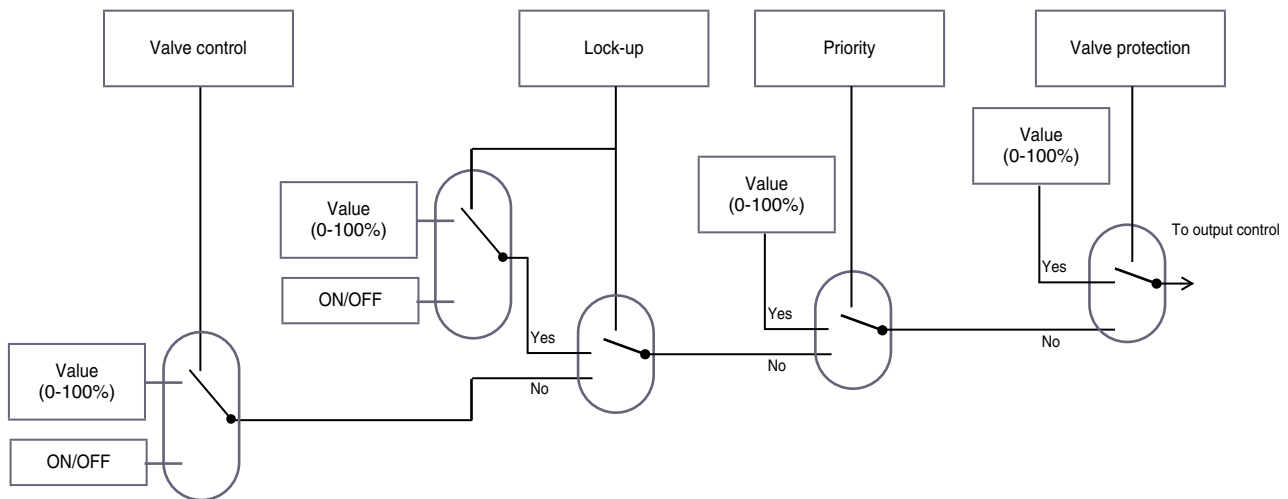 Valve control
Lock-up
Priority
Valve protection
Value
(0-100%)
Value
(0-100%)
Value
(0-100%)
To output control
Yes
ON/OFF
Yes
Yes
No
Value
(0-100%)
No
No
ON/OFF